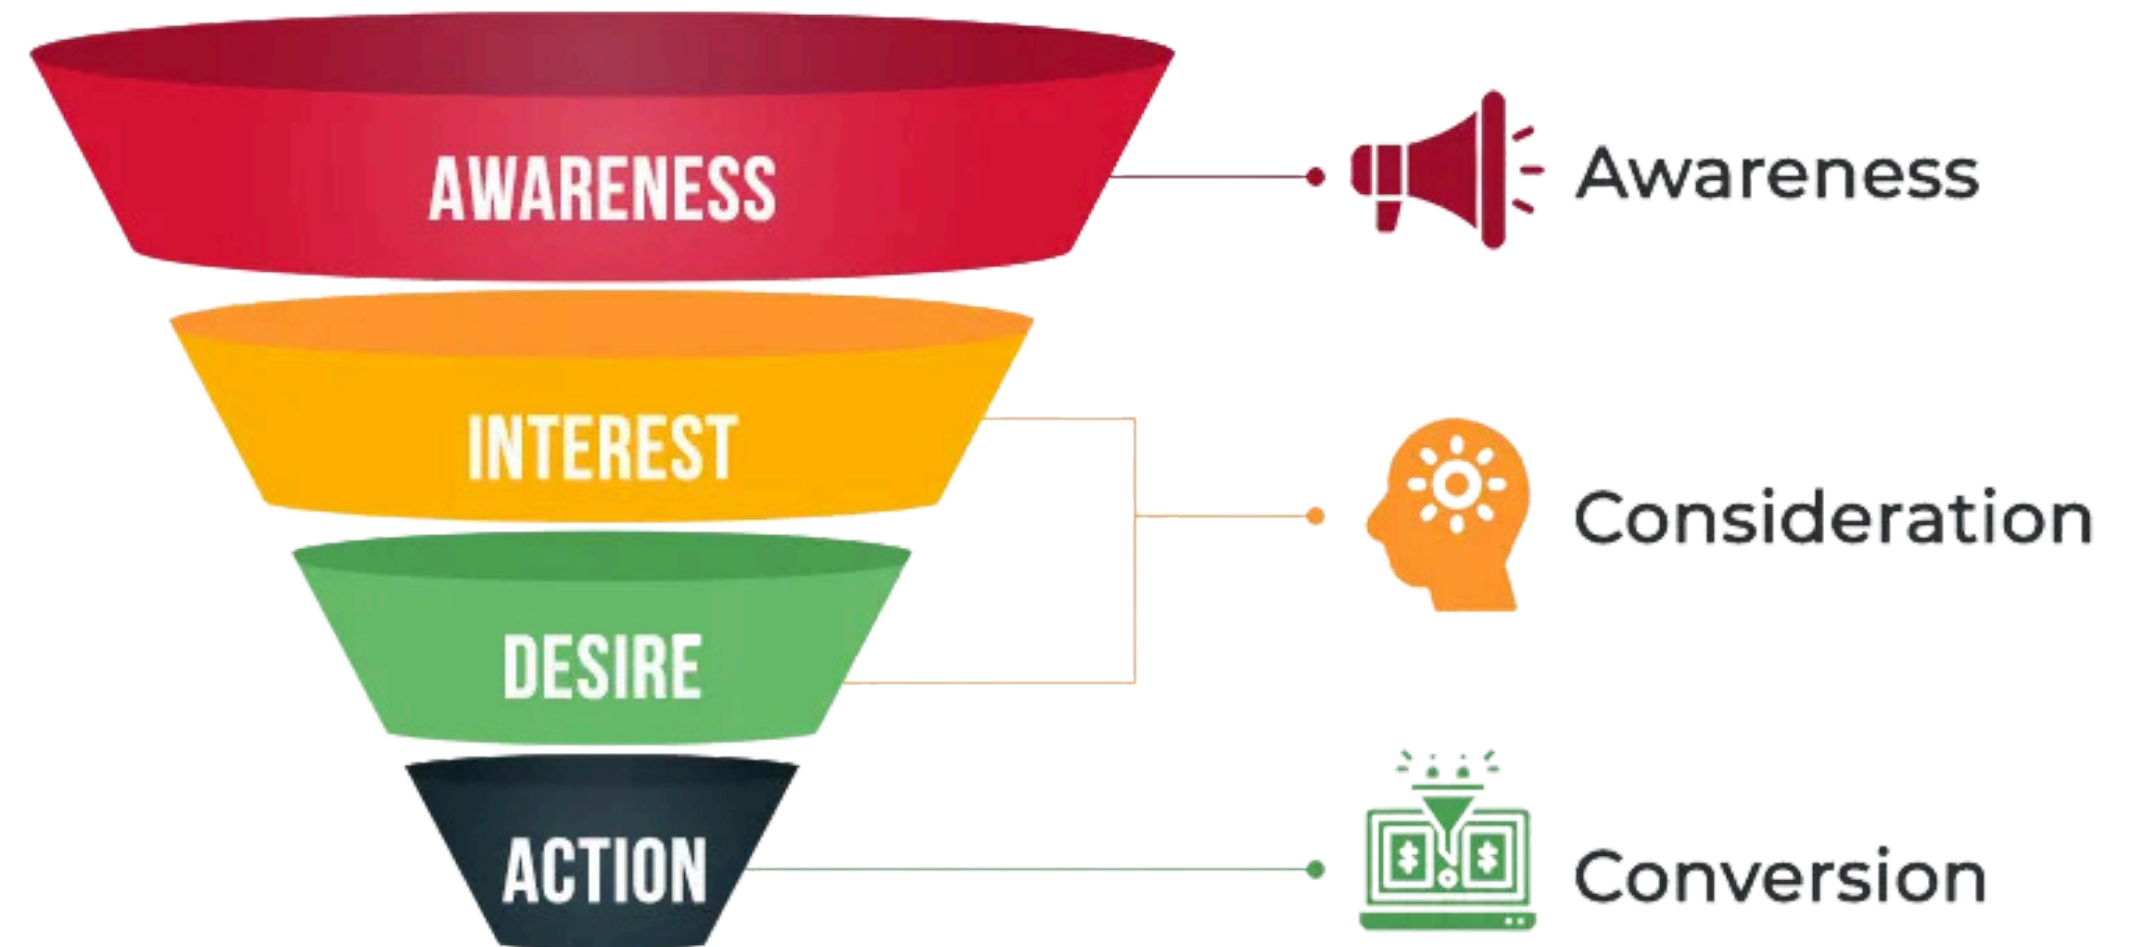 AWARENESS
Awareness
INTEREST
Consideration
DESIRE
ACTION
Conversion